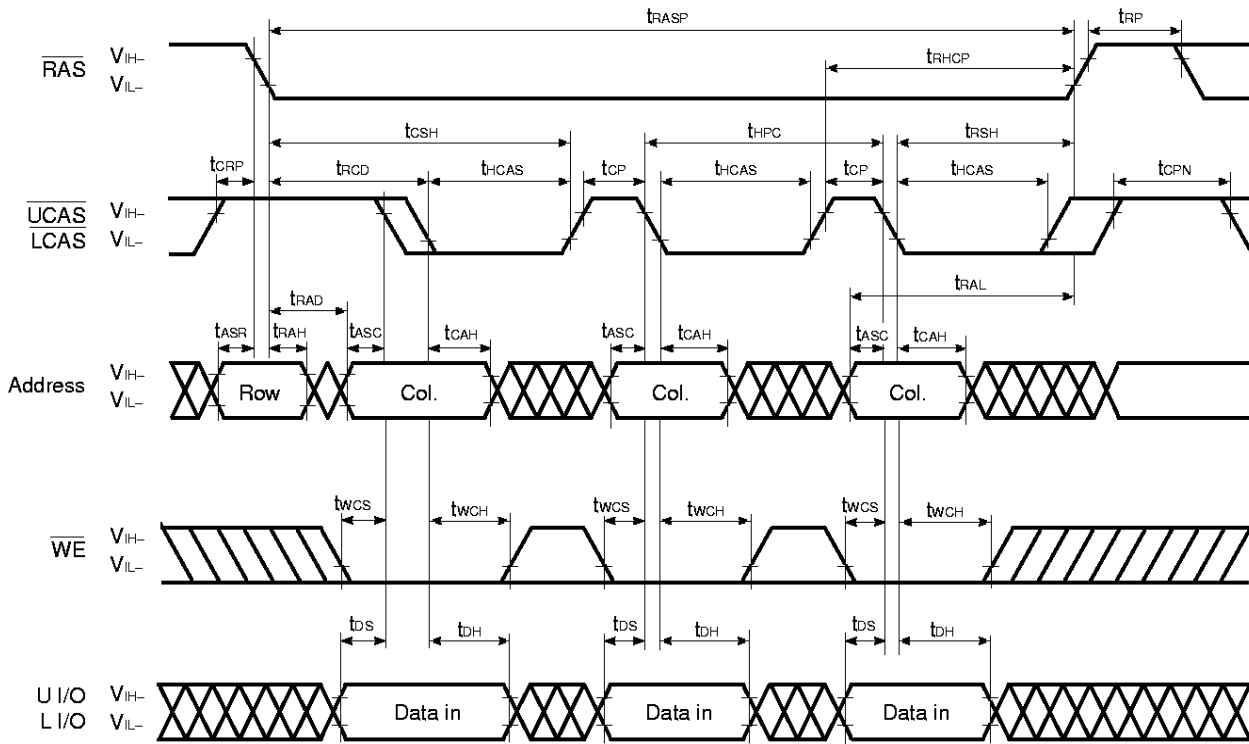 tRASP tRP
RAS VIH– tRHCP
VIL–
tCSH tHPC tRSH
tCRP tRCD tHCAS tCP tHCAS tCP tHCAS tCPN
UCAS VIH–
LCAS VIL–
tRAD tRAL
tASR tRAH tASC tCAH tASC tCAH tASC tCAH
Address VIH– Row Col. Col. Col.
VIL–
tWCS tWCH tWCS tWCH tWCS tWCH
WE VIH–
VIL–
tDS tDH tDS tDH tDS tDH
U I/O VIH– Data in Data in Data in
L I/O VIL–